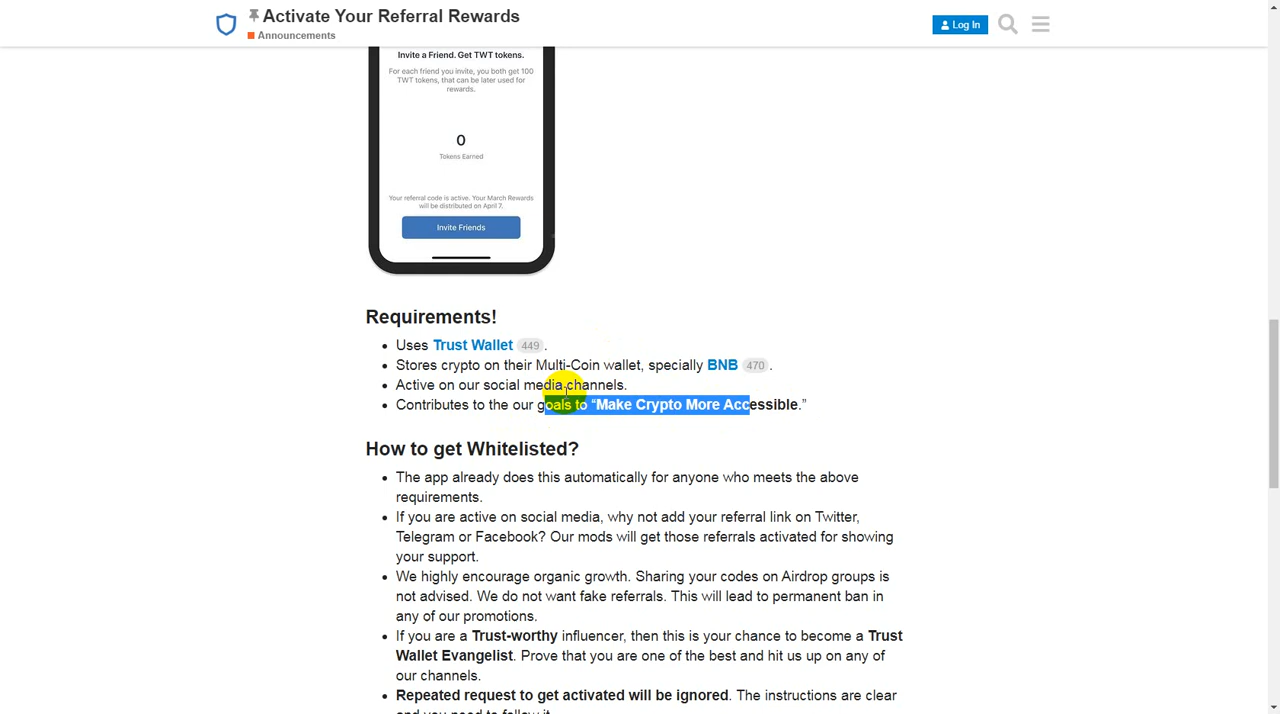 Activate Your Referral Rewards
Announcements
Log In
Invite a Friend. Get TWT tokens.
For each friend you invite, you both get 100
TWT tokens, that can be later used for
rewards.
0
Tokens Earned
Your referral code is active. Your March Rewards
will be distributed on April 7.
Invite Friends
Requirements!
Uses Trust Wallet 449 .
Stores crypto on their Multi-Coin wallet, specially BNB 470 .
Active on our social media channels.
Contributes to the our goals to “Make Crypto More Accessible.”
How to get Whitelisted?
The app already does this automatically for anyone who meets the above
requirements.
If you are active on social media, why not add your referral link on Twitter,
Telegram or Facebook? Our mods will get those referrals activated for showing
your support.
We highly encourage organic growth. Sharing your codes on Airdrop groups is
not advised. We do not want fake referrals. This will lead to permanent ban in
any of our promotions.
If you are a Trust-worthy influencer, then this is your chance to become a Trust
Wallet Evangelist. Prove that you are one of the best and hit us up on any of
our channels.
Repeated request to get activated will be ignored. The instructions are clear
and you need to follow it